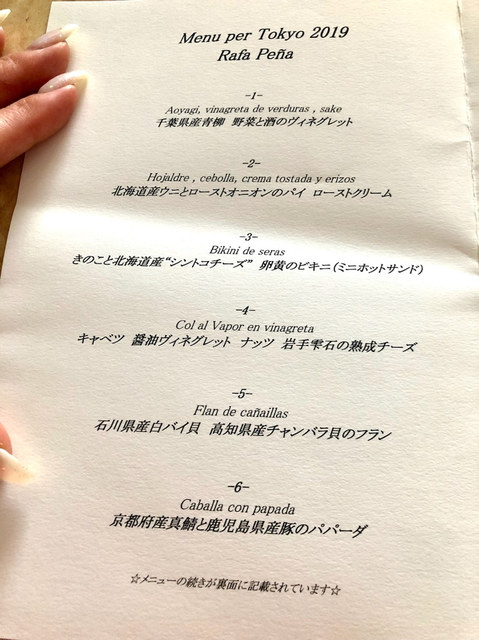 Menu per Tokyo 2019
Rafa Peña
-1-
Aoyagi, vinagreta de verduras , sake
千葉県産青柳 野菜と酒のヴィネグレット
-2-
Hojaldre , cebolla, crema tostada y erizos
北海道産ウニとローストオニオンのパイ ローストクリーム
-3-
Bikini de seras
きのこと北海道産“シントコチーズ” 卵黄のビキニ（ミニホットサンド）
-4-
Col al Vapor en vinagreta
キャベツ 醤油ヴィネグレット ナッツ 岩手雫石の熟成チーズ
-5-
Flan de cañaillas
石川県産白バイ貝 高知県産チャンバラ貝のフラン
-6-
Caballa con papada
京都府産真鯖と鹿児島県産豚のパパーダ
☆メニューの続きが裏面に記載されています☆